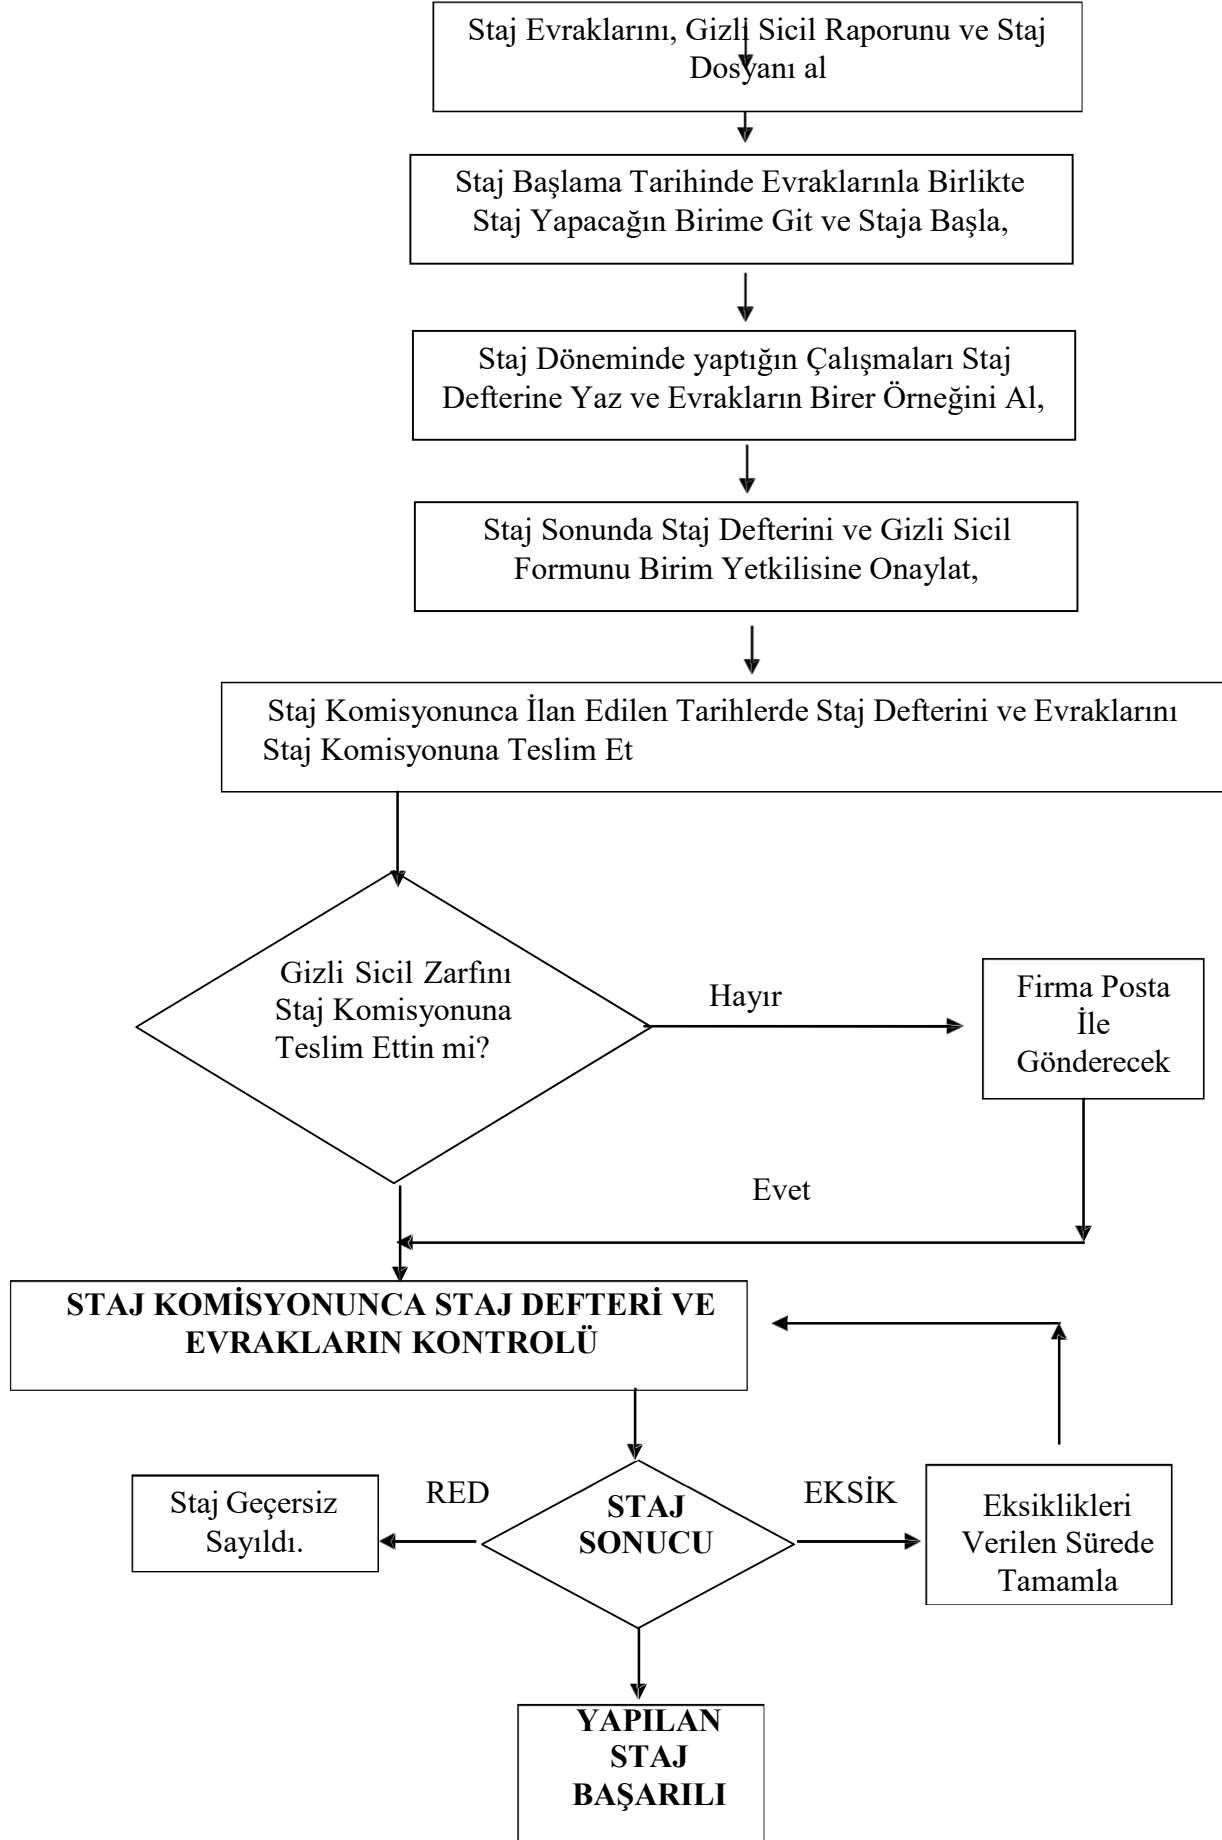 Staj Evraklarını, Gizli Sicil Raporunu ve Staj
Dosyanı al
Staj Başlama Tarihinde Evraklarınla Birlikte
Staj Yapacağın Birime Git ve Staja Başla,
Staj Döneminde yaptığın Çalışmaları Staj
Defterine Yaz ve Evrakların Birer Örneğini Al,
Staj Sonunda Staj Defterini ve Gizli Sicil
Formunu Birim Yetkilisine Onaylat,
Staj Komisyonunca İlan Edilen Tarihlerde Staj Defterini ve Evraklarını
Staj Komisyonuna Teslim Et
Gizli Sicil Zarfını
Staj Komisyonuna
Teslim Ettin mi?
Hayır
Firma Posta
İle
Gönderecek
Evet
STAJ KOMİSYONUNCA STAJ DEFTERİ VE
EVRAKLARIN KONTROLÜ
Staj Geçersiz
Sayıldı.
RED
STAJ
SONUCU
EKSİK
Eksiklikleri
Verilen Sürede
Tamamla
YAPILAN
STAJ
BAŞARILI